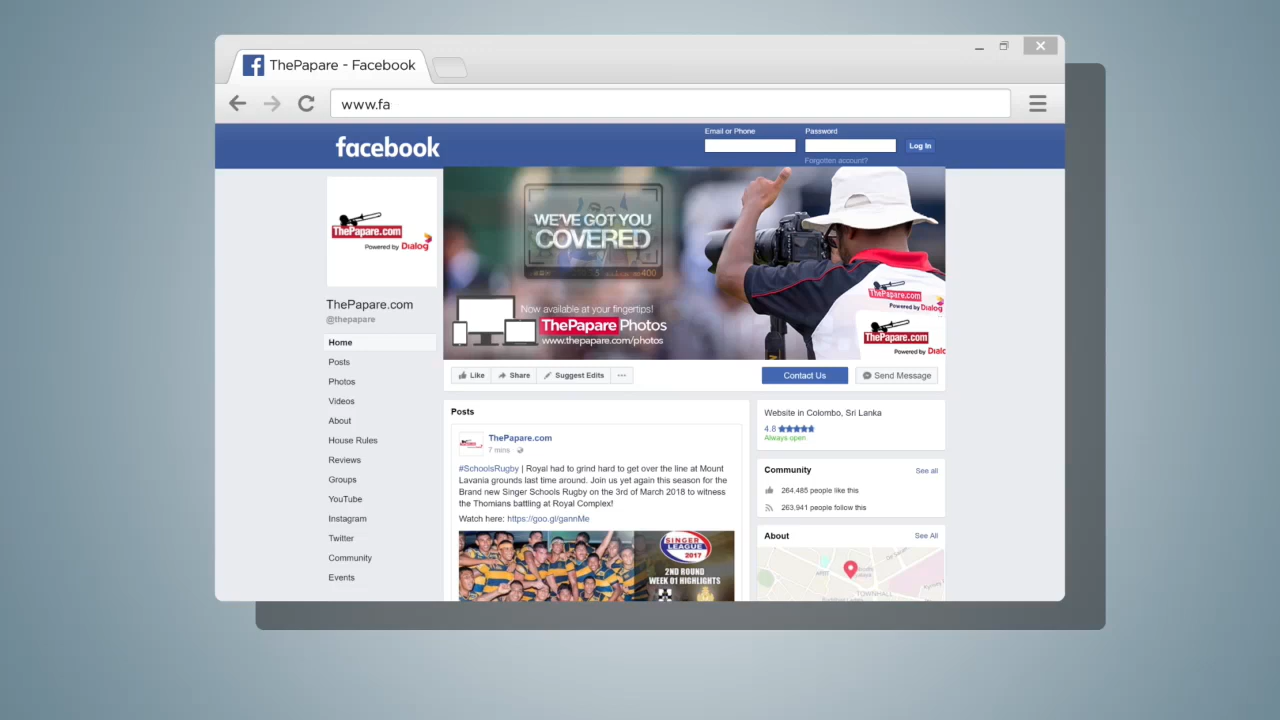 ThePapare - Facebook
www.fa
facebook
Email or Phone
Password
Log In
Forgotten account?
ThePapare.com
Powered by Dialog
WE'VE GOT YOU
COVERED
400
Now available at your fingertips!
ThePapare Photos
www.thepapare.com/photos
ThePapare.com
Powered by Dialog
ThePapare.com
Powered by Dialo
ThePapare.com
@thepapare
Home
Posts
Photos
Videos
About
House Rules
Reviews
Groups
YouTube
Instagram
Twitter
Community
Events
Like
Share
Suggest Edits
Contact Us
Send Message
Posts
ThePapare.com
7 mins
#SchoolsRugby | Royal had to grind hard to get over the line at Mount
Lavania grounds last time around. Join us yet again this season for the
Brand new Singer Schools Rugby on the 3rd of March 2018 to witness
the Thomians battling at Royal Complex!
Watch here: https://goo.gl/gannMe
SINGER
LEAGUE
2017
2ND ROUND
WEEK 01 HIGHLIGHTS
Website in Colombo, Sri Lanka
4.8
Always open
Community
See all
264,485 people like this
263,941 people follow this
About
See All
TOWNHALL